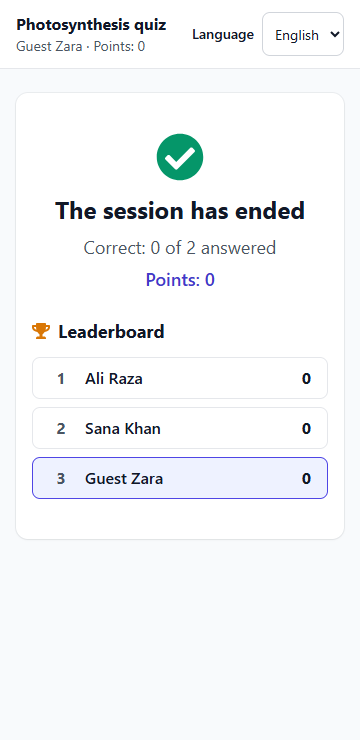 Photosynthesis quiz
Guest Zara · Points: 0
Language
English
The session has ended
Correct: 0 of 2 answered
Points: 0
Leaderboard
1 Ali Raza 0
2 Sana Khan 0
3 Guest Zara 0